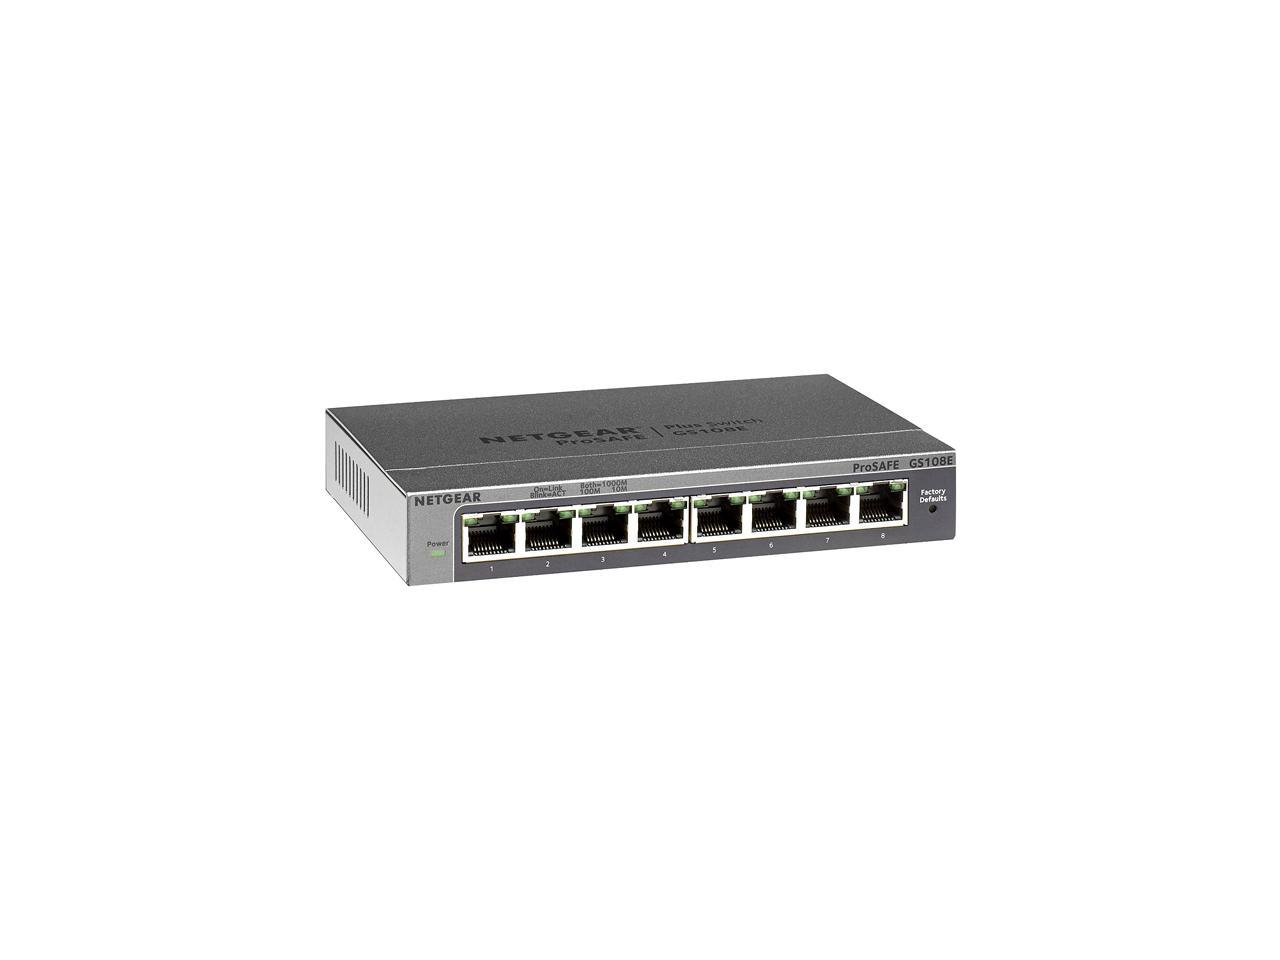 NETGEAR | Plus Switch
ProSAFE | GS108E
ProSAFE GS108E
NETGEAR
On=Link Both=1000M
Blink=ACT 100M 10M
Factory
Defaults
Power
1 2 3 4 5 6 7 8